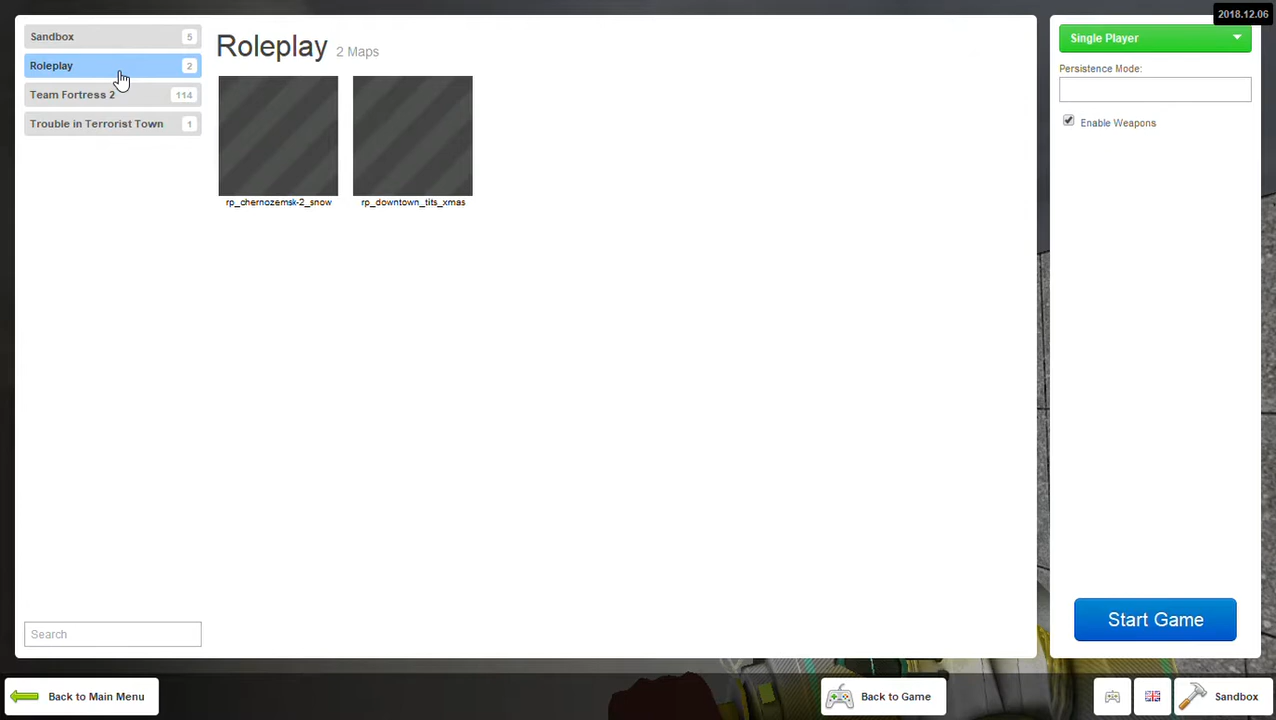 2018.12.06
Sandbox 5
Roleplay 2
Team Fortress 2 114
Trouble in Terrorist Town 1
Roleplay 2 Maps
rp_chernozemsk-2_snow
rp_downtown_tits_xmas
Single Player
Persistence Mode:
Enable Weapons
Start Game
Search
Back to Main Menu
Back to Game
Sandbox